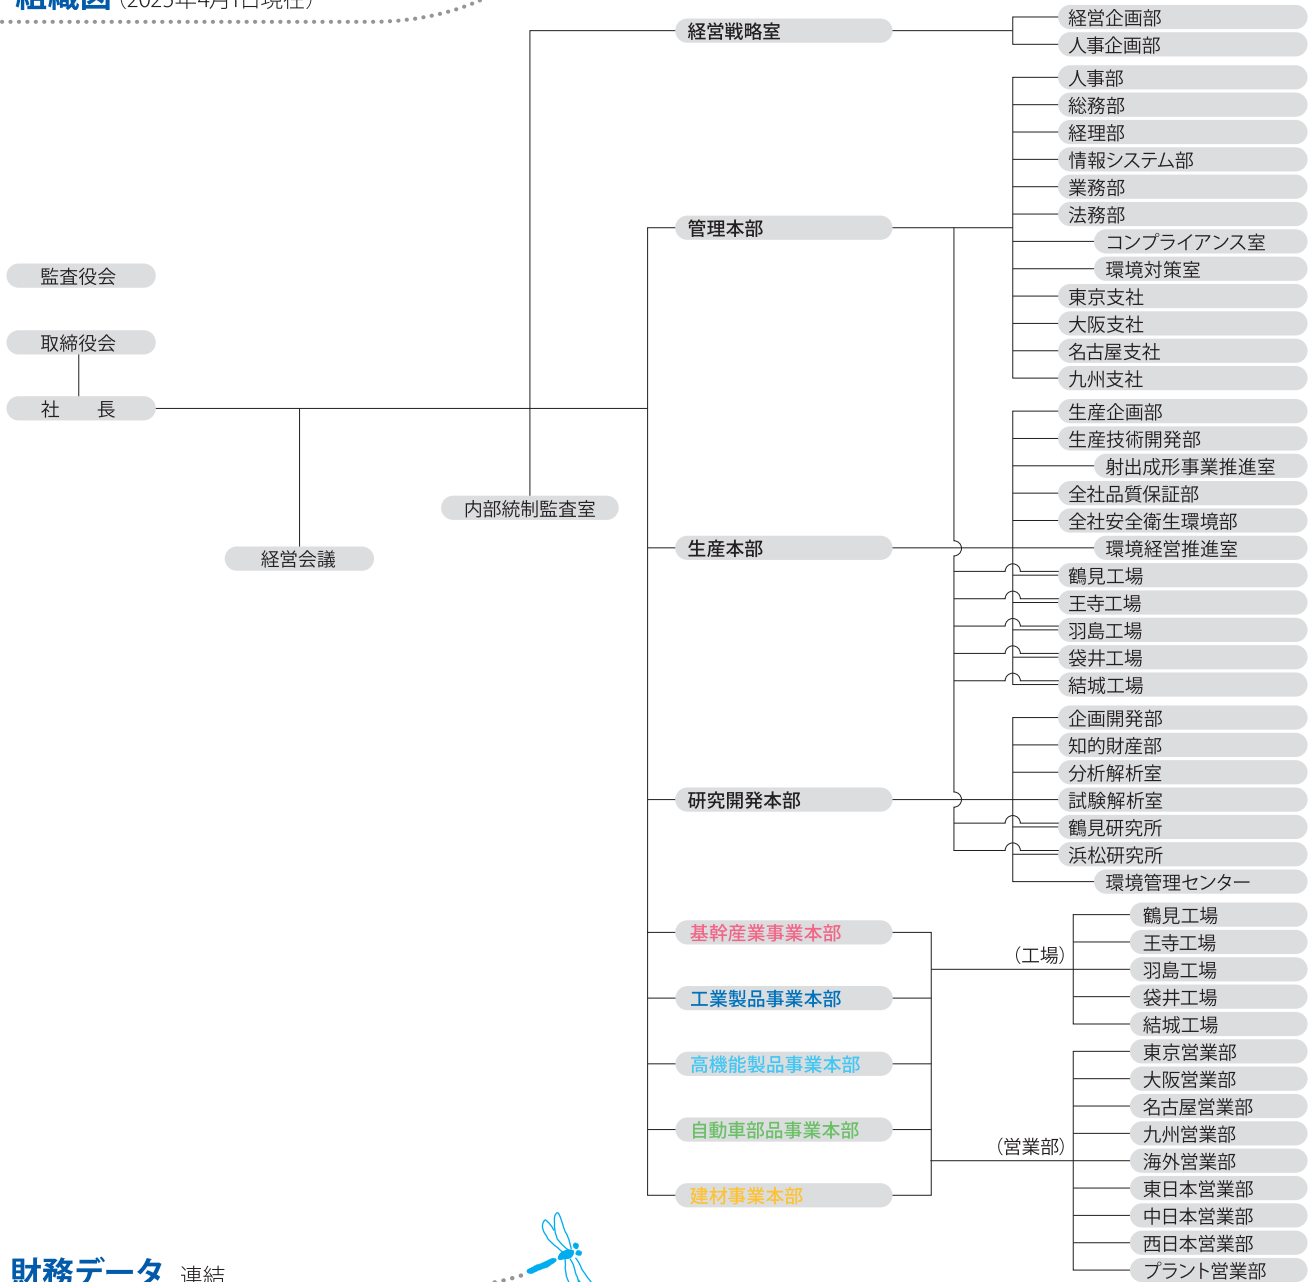 組織図（2025年4月1日現在）
監査役会
取締役会
社　長
経営会議
内部統制監査室
経営戦略室
経営企画部
人事企画部
管理本部
人事部
総務部
経理部
情報システム部
業務部
法務部
コンプライアンス室
環境対策室
東京支社
大阪支社
名古屋支社
九州支社
生産本部
生産企画部
生産技術開発部
射出成形事業推進室
全社品質保証部
全社安全衛生環境部
環境経営推進室
鶴見工場
王寺工場
羽島工場
袋井工場
結城工場
研究開発本部
企画開発部
知的財産部
分析解析室
試験解析室
鶴見研究所
浜松研究所
環境管理センター
基幹産業事業本部
工業製品事業本部
高機能製品事業本部
自動車部品事業本部
建材事業本部
（工場）
鶴見工場
王寺工場
羽島工場
袋井工場
結城工場
（営業部）
東京営業部
大阪営業部
名古屋営業部
九州営業部
海外営業部
東日本営業部
中日本営業部
西日本営業部
プラント営業部
財務データ 連結